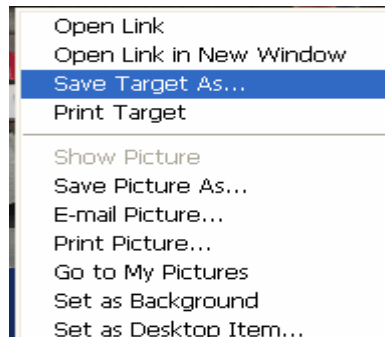 Open Link
Open Link in New Window
Save Target As...
Print Target
Show Picture
Save Picture As...
E-mail Picture...
Print Picture...
Go to My Pictures
Set as Background
Set as Desktop Item...